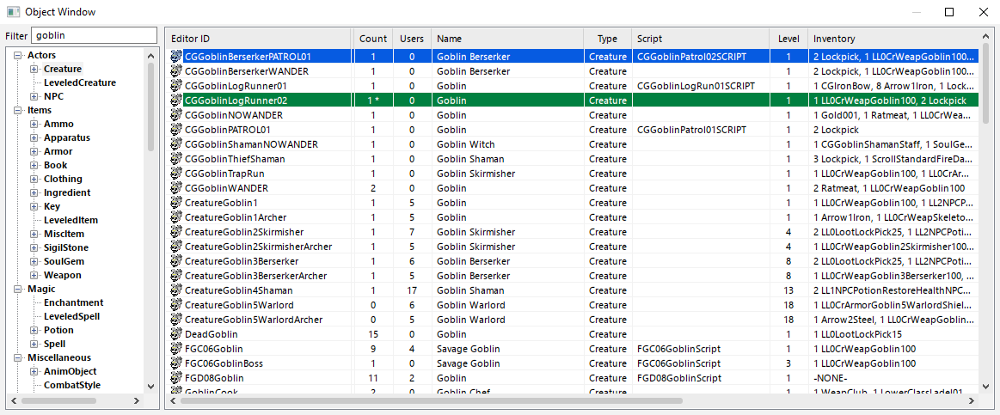 Object Window
Filter goblin
Actors
Creature
LeveledCreature
NPC
Items
Ammo
Apparatus
Armor
Book
Clothing
Ingredient
Key
LeveledItem
MiscItem
SigilStone
SoulGem
Weapon
Magic
Enchantment
LeveledSpell
Potion
Spell
Miscellaneous
AnimObject
CombatStyle
Editor ID Count Users Name Type Script Level Inventory
CGGoblinBerserkerPATROL01 1 0 Goblin Berserker Creature CGGoblinPatrol02SCRIPT 1 2 Lockpick, 1 LL0CrWeapGoblin100...
CGGoblinBerserkerWANDER 1 0 Goblin Berserker Creature 1 2 Lockpick, 1 LL0CrWeapGoblin100...
CGGoblinLogRunner01 1 0 Goblin Creature CGGoblinLogRun01SCRIPT 1 1 CGIronBow, 8 Arrow1Iron, 1 Lock...
CGGoblinLogRunner02 1 * 0 Goblin Creature 1 1 LL0CrWeapGoblin100, 2 Lockpick
CGGoblinNOWANDER 1 0 Goblin Creature 1 1 Gold001, 1 Ratmeat, 1 LL0CrWea...
CGGoblinPATROL01 1 0 Goblin Creature CGGoblinPatrol01SCRIPT 1 2 Lockpick
CGGoblinShamanNOWANDER 1 0 Goblin Witch Creature 1 1 CGGoblinShamanStaff, 1 SoulGe...
CGGoblinThiefShaman 1 0 Goblin Shaman Creature 1 3 Lockpick, 1 ScrollStandardFireDa...
CGGoblinTrapRun 1 0 Goblin Skirmisher Creature 1 1 LL0CrWeapGoblin100, 1 LL0CrAr...
CGGoblinWANDER 2 0 Goblin Creature 1 2 Ratmeat, 1 LL0CrWeapGoblin100
CreatureGoblin1 1 5 Goblin Creature 1 1 LL0CrWeapGoblin100, 1 LL2NPCP...
CreatureGoblin1Archer 1 5 Goblin Creature 1 1 Arrow1Iron, 1 LL0CrWeapSkeleto...
CreatureGoblin2Skirmisher 1 7 Goblin Skirmisher Creature 4 2 LL0LootLockPick25, 1 LL2NPCPoti...
CreatureGoblin2SkirmisherArcher 1 5 Goblin Skirmisher Creature 4 1 LL0CrWeapGoblin2Skirmisher100...
CreatureGoblin3Berserker 1 6 Goblin Berserker Creature 8 2 LL0LootLockPick25, 1 LL2NPCPoti...
CreatureGoblin3BerserkerArcher 1 5 Goblin Berserker Creature 8 1 LL0CrWeapGoblin3Berserker100, ...
CreatureGoblin4Shaman 1 17 Goblin Shaman Creature 13 2 LL1NPCPotionRestoreHealthNPC...
CreatureGoblin5Warlord 0 6 Goblin Warlord Creature 18 1 LL0CrArmorGoblin5WarlordShiel...
CreatureGoblin5WarlordArcher 0 5 Goblin Warlord Creature 18 1 Arrow2Steel, 1 LL0CrWeapGoblin...
DeadGoblin 15 0 Goblin Creature 1 1 LL0LootLockPick15
FGC06Goblin 9 4 Savage Goblin Creature FGC06GoblinScript 1 1 LL0CrWeapGoblin100
FGC06GoblinBoss 1 0 Savage Goblin Creature FGC06GoblinScript 3 1 LL0CrWeapGoblin100
FGD08Goblin 11 2 Goblin Creature FGD08GoblinScript 1 -NONE-
GoblinCook 2 0 Goblin Chef Creature 1 1 WeapClub, 1 LowerClassLadel01